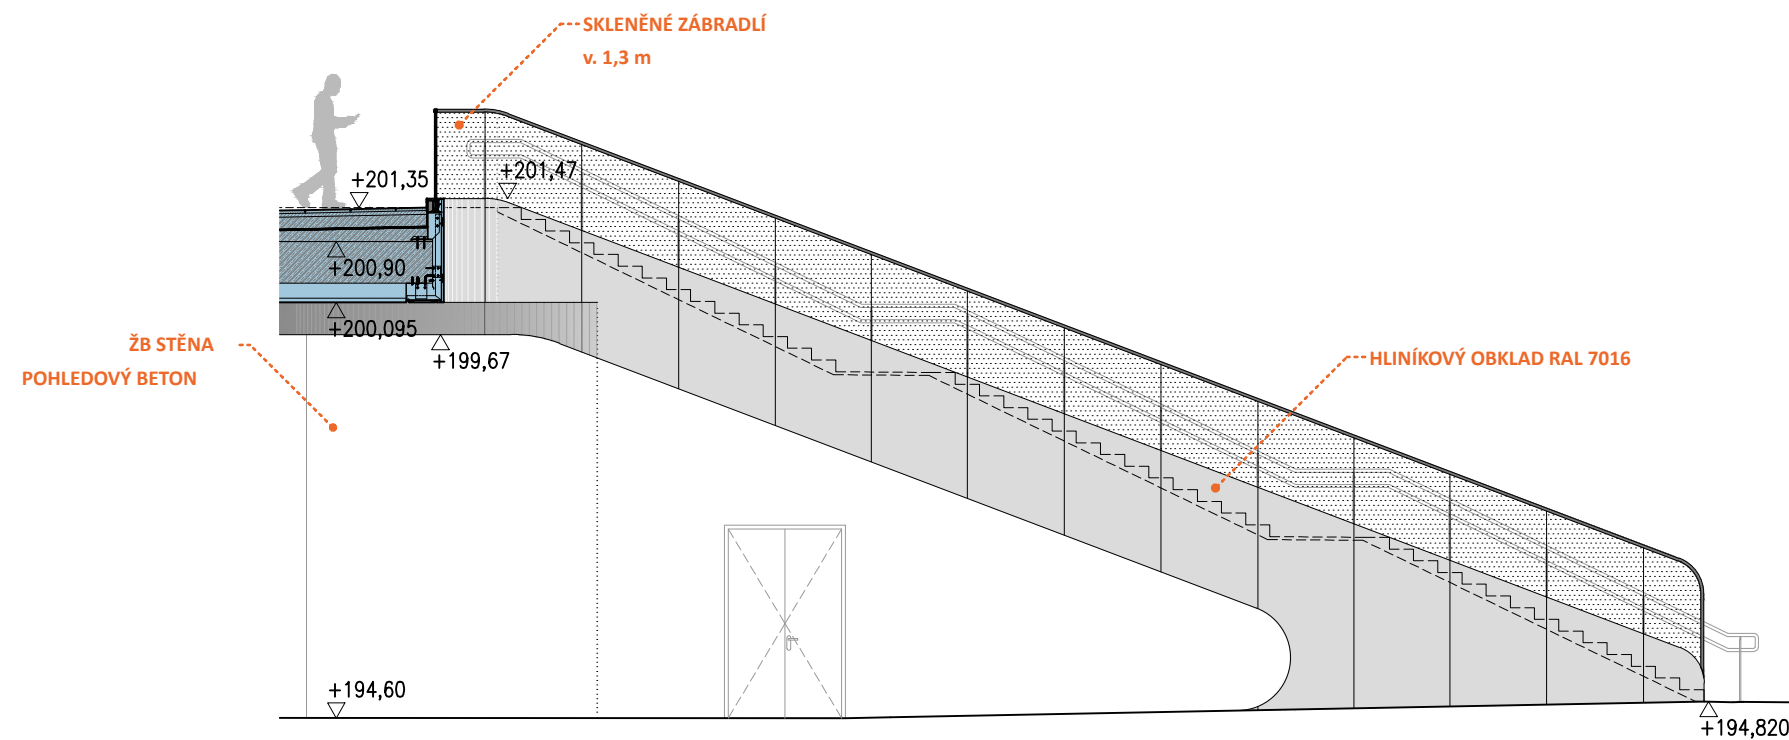 SKLENĚNÉ ZÁBRADLÍ
v. 1,3 m
+201,35
+201,47
+200,90
+200,095
+199,67
ŽB STĚNA
POHLEDOVÝ BETON
HLINÍKOVÝ OBKLAD RAL 7016
+194,60
+194,820